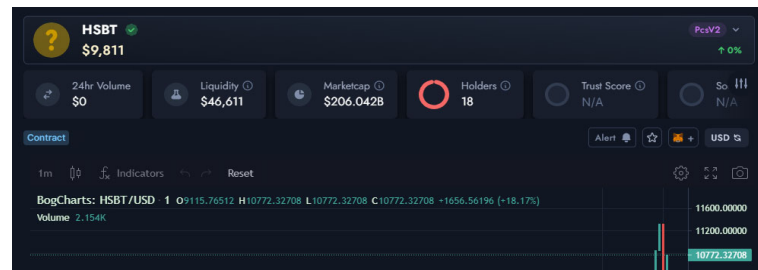 HSBT
PcsV2
$9,811
↑ 0%
24hr Volume
$0
Liquidity
$46,611
Marketcap
$206.042B
Holders
18
Trust Score
N/A
So
N/A
Contract
Alert
+
USD
1m
Indicators
Reset
BogCharts: HSBT/USD · 1 O9115.76512 H10772.32708 L10772.32708 C10772.32708 +1656.56196 (+18.17%)
Volume 2.154K
11600.00000
11200.00000
10772.32708